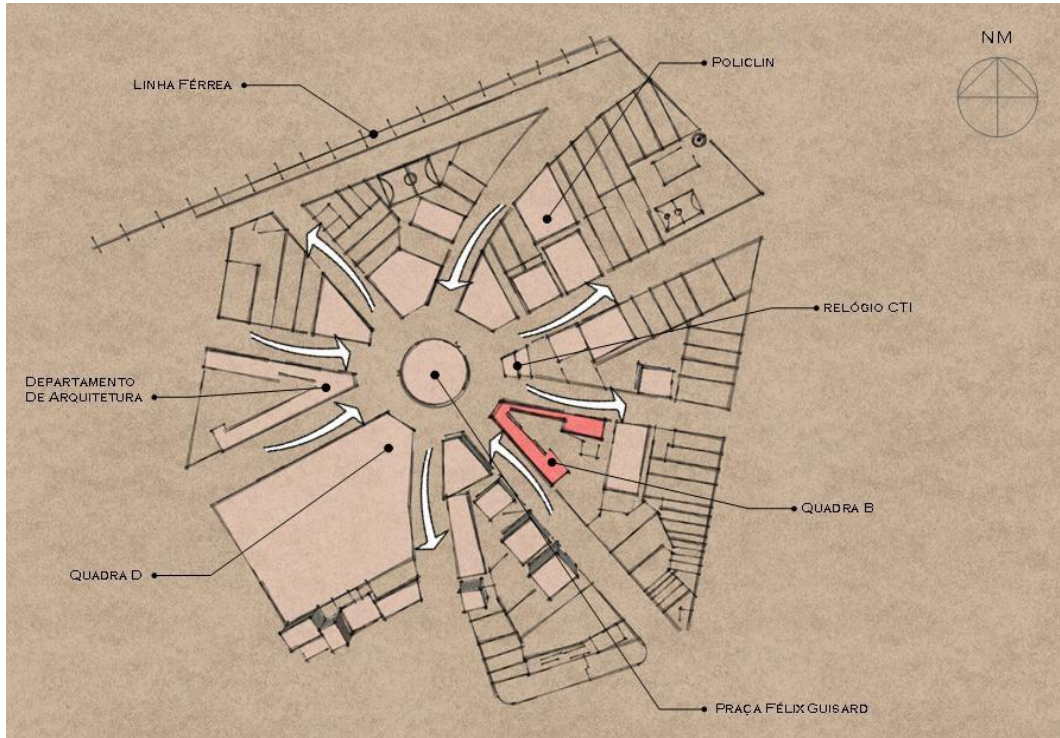 NM
POLICLIN
LINHA FÉRREA
RELÓGIO CTI
DEPARTAMENTO
DE ARQUITETURA
QUADRA B
QUADRA D
PRAÇA FÉLIX GUISARD